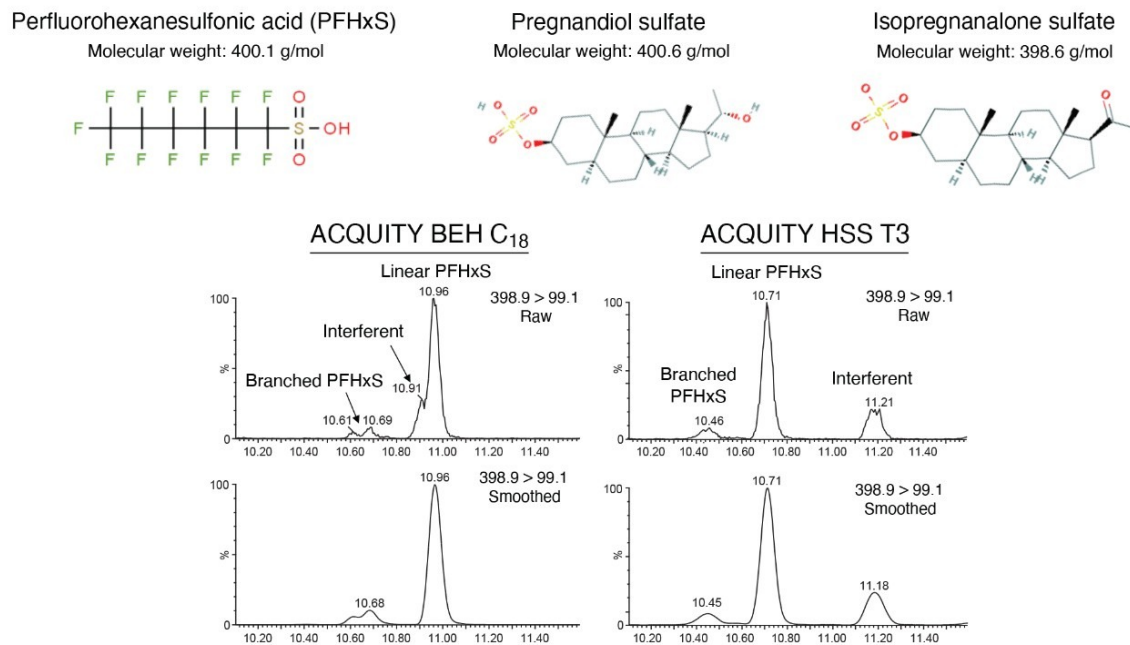 Perfluorohexanesulfonic acid (PFHxS)
Molecular weight: 400.1 g/mol
Pregnandiol sulfate
Molecular weight: 400.6 g/mol
Isopregnanalone sulfate
Molecular weight: 398.6 g/mol
F F F F F F O
F S OH
F F F F F F O
H O O O O H H H H H
O O O O O H H H H
ACQUITY BEH C18
ACQUITY HSS T3
Linear PFHxS
10.96
398.9 > 99.1
Raw
Interferent
10.91
Branched PFHxS
10.61 10.69
100
%
0
10.20 10.40 10.60 10.80 11.00 11.20 11.40
Linear PFHxS
10.71
398.9 > 99.1
Raw
Branched
PFHxS
10.46
Interferent
11.21
100
%
0
10.20 10.40 10.60 10.80 11.00 11.20 11.40
10.96
398.9 > 99.1
Smoothed
10.68
100
%
0
10.20 10.40 10.60 10.80 11.00 11.20 11.40
10.71
398.9 > 99.1
Smoothed
10.45
11.18
100
%
0
10.20 10.40 10.60 10.80 11.00 11.20 11.40